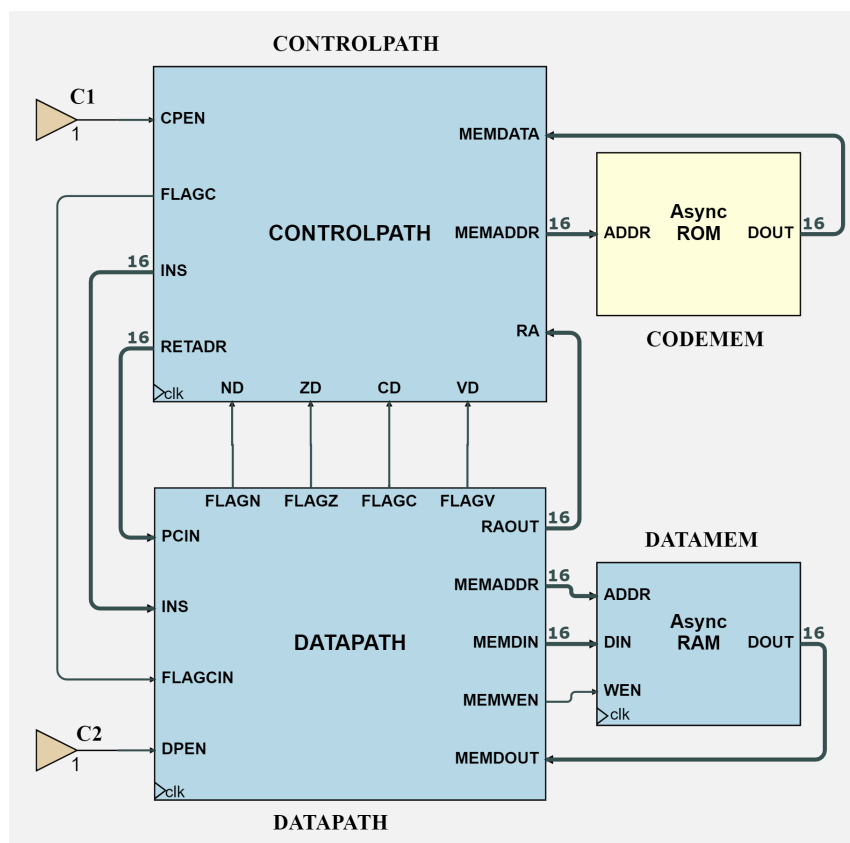 CONTROLPATH
C1
1
CPEN
FLAGC
16
INS
16
RETADR
clk
CONTROLPATH
MEMDATA
MEMADDR
16
RA
ND
ZD
CD
VD
ADDR
Async
ROM
DOUT
16
CODEMEM
FLAGN
FLAGZ
FLAGC
FLAGV
PCIN
INS
FLAGCIN
C2
1
DPEN
clk
DATAPATH
RAOUT
16
MEMADDR
16
MEMDIN
16
MEMWEN
MEMDOUT
DATAPATH
DATAMEM
ADDR
DIN
WEN
clk
Async
RAM
DOUT
16